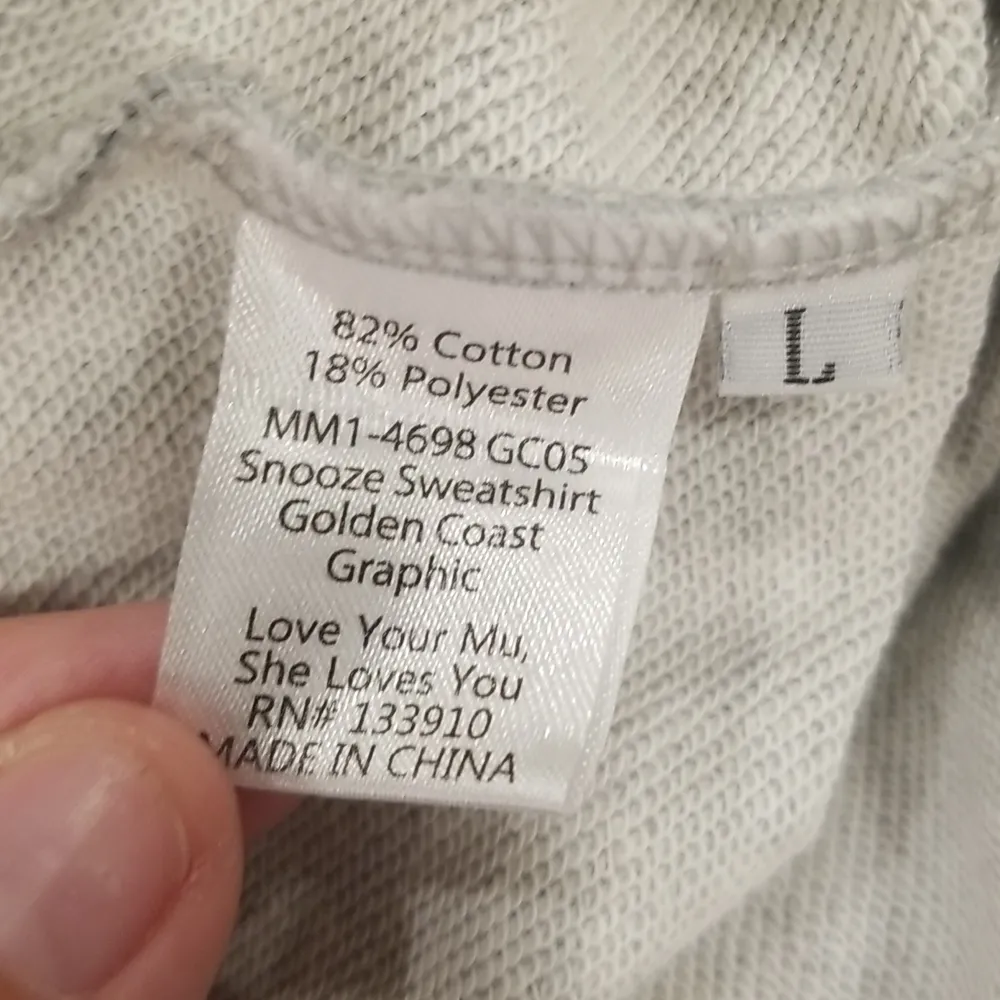 82% Cotton
18% Polyester
MM1-4698 GC05
Snooze Sweatshirt
Golden Coast
Graphic
Love Your Mu,
She Loves You
RN# 133910
MADE IN CHINA
L